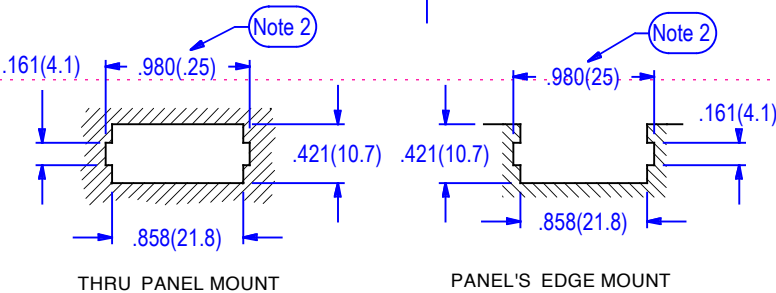 Note 2
Note 2
.161(4.1)
.980(.25)
.980(25)
.161(4.1)
.421(10.7)
.421(10.7)
.858(21.8)
.858(21.8)
THRU PANEL MOUNT
PANEL'S EDGE MOUNT